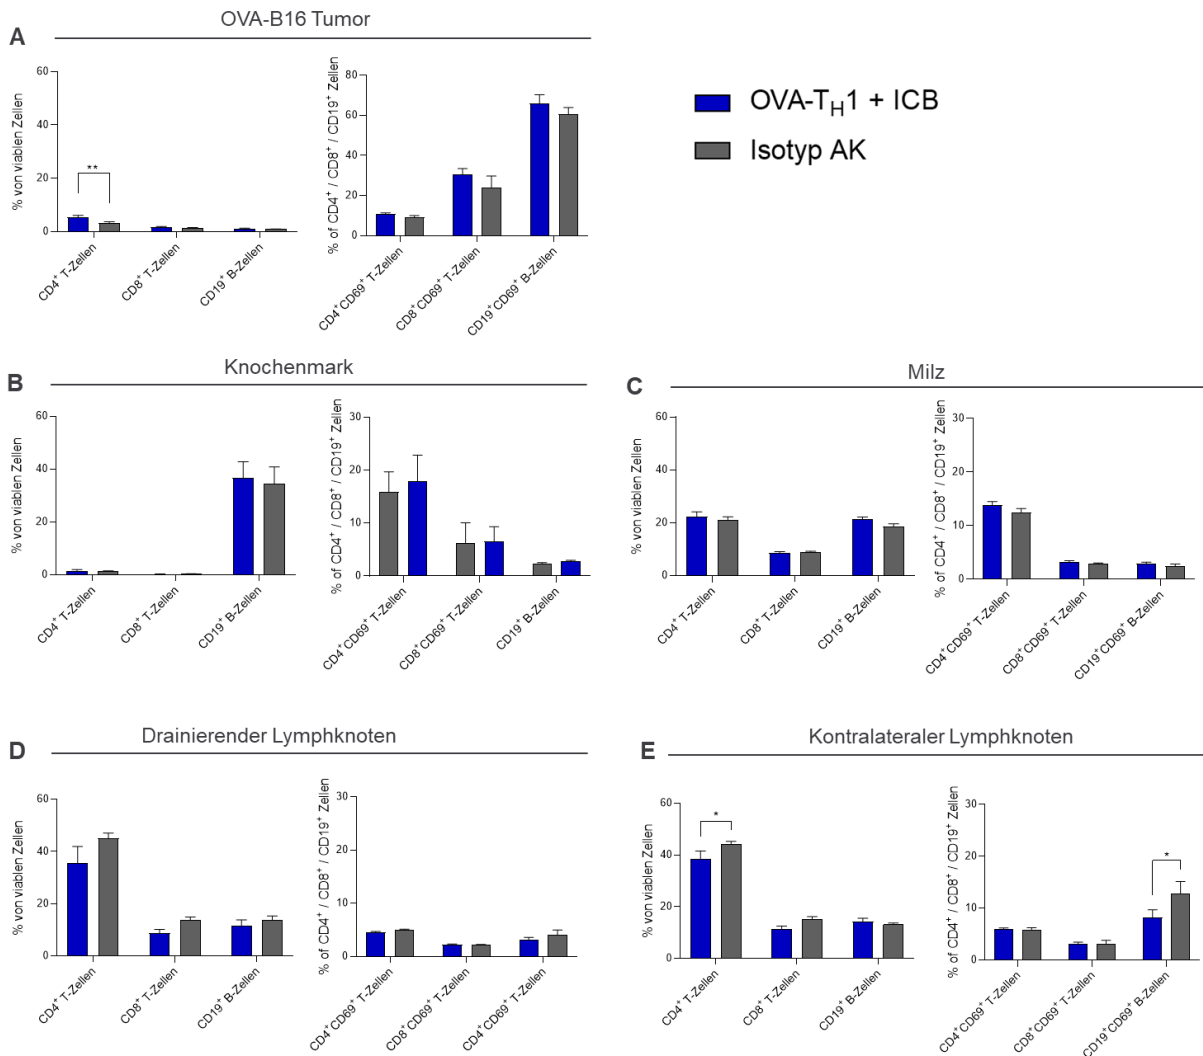 A
OVA-B16 Tumor
% von viablen Zellen
60
40
20
0
**
CD4⁺ T-Zellen
CD8⁺ T-Zellen
CD19⁺ B-Zellen
% of CD4⁺ / CD8⁺ / CD19⁺ Zellen
80
60
40
20
0
CD4⁺CD69⁺ T-Zellen
CD8⁺CD69⁺ T-Zellen
CD19⁺CD69⁺ B-Zellen
OVA-T_H1 + ICB
Isotyp AK
B
Knochenmark
% von viablen Zellen
60
40
20
0
CD4⁺ T-Zellen
CD8⁺ T-Zellen
CD19⁺ B-Zellen
% of CD4⁺ / CD8⁺ / CD19⁺ Zellen
30
20
10
0
CD4⁺CD69⁺ T-Zellen
CD8⁺CD69⁺ T-Zellen
CD19⁺ B-Zellen
C
Milz
% von viablen Zellen
60
40
20
0
CD4⁺ T-Zellen
CD8⁺ T-Zellen
CD19⁺ B-Zellen
% of CD4⁺ / CD8⁺ / CD19⁺ Zellen
30
20
10
0
CD4⁺CD69⁺ T-Zellen
CD8⁺CD69⁺ T-Zellen
CD19⁺CD69⁺ B-Zellen
D
Drainierender Lymphknoten
% von viablen Zellen
60
40
20
0
CD4⁺ T-Zellen
CD8⁺ T-Zellen
CD19⁺ B-Zellen
% of CD4⁺ / CD8⁺ / CD19⁺ Zellen
30
20
10
0
CD4⁺CD69⁺ T-Zellen
CD8⁺CD69⁺ T-Zellen
CD4⁺CD69⁺ T-Zellen
E
Kontralateraler Lymphknoten
% von viablen Zellen
60
40
20
0
*
CD4⁺ T-Zellen
CD8⁺ T-Zellen
CD19⁺ B-Zellen
% of CD4⁺ / CD8⁺ / CD19⁺ Zellen
30
20
10
0
*
CD4⁺CD69⁺ T-Zellen
CD8⁺CD69⁺ T-Zellen
CD19⁺CD69⁺ B-Zellen